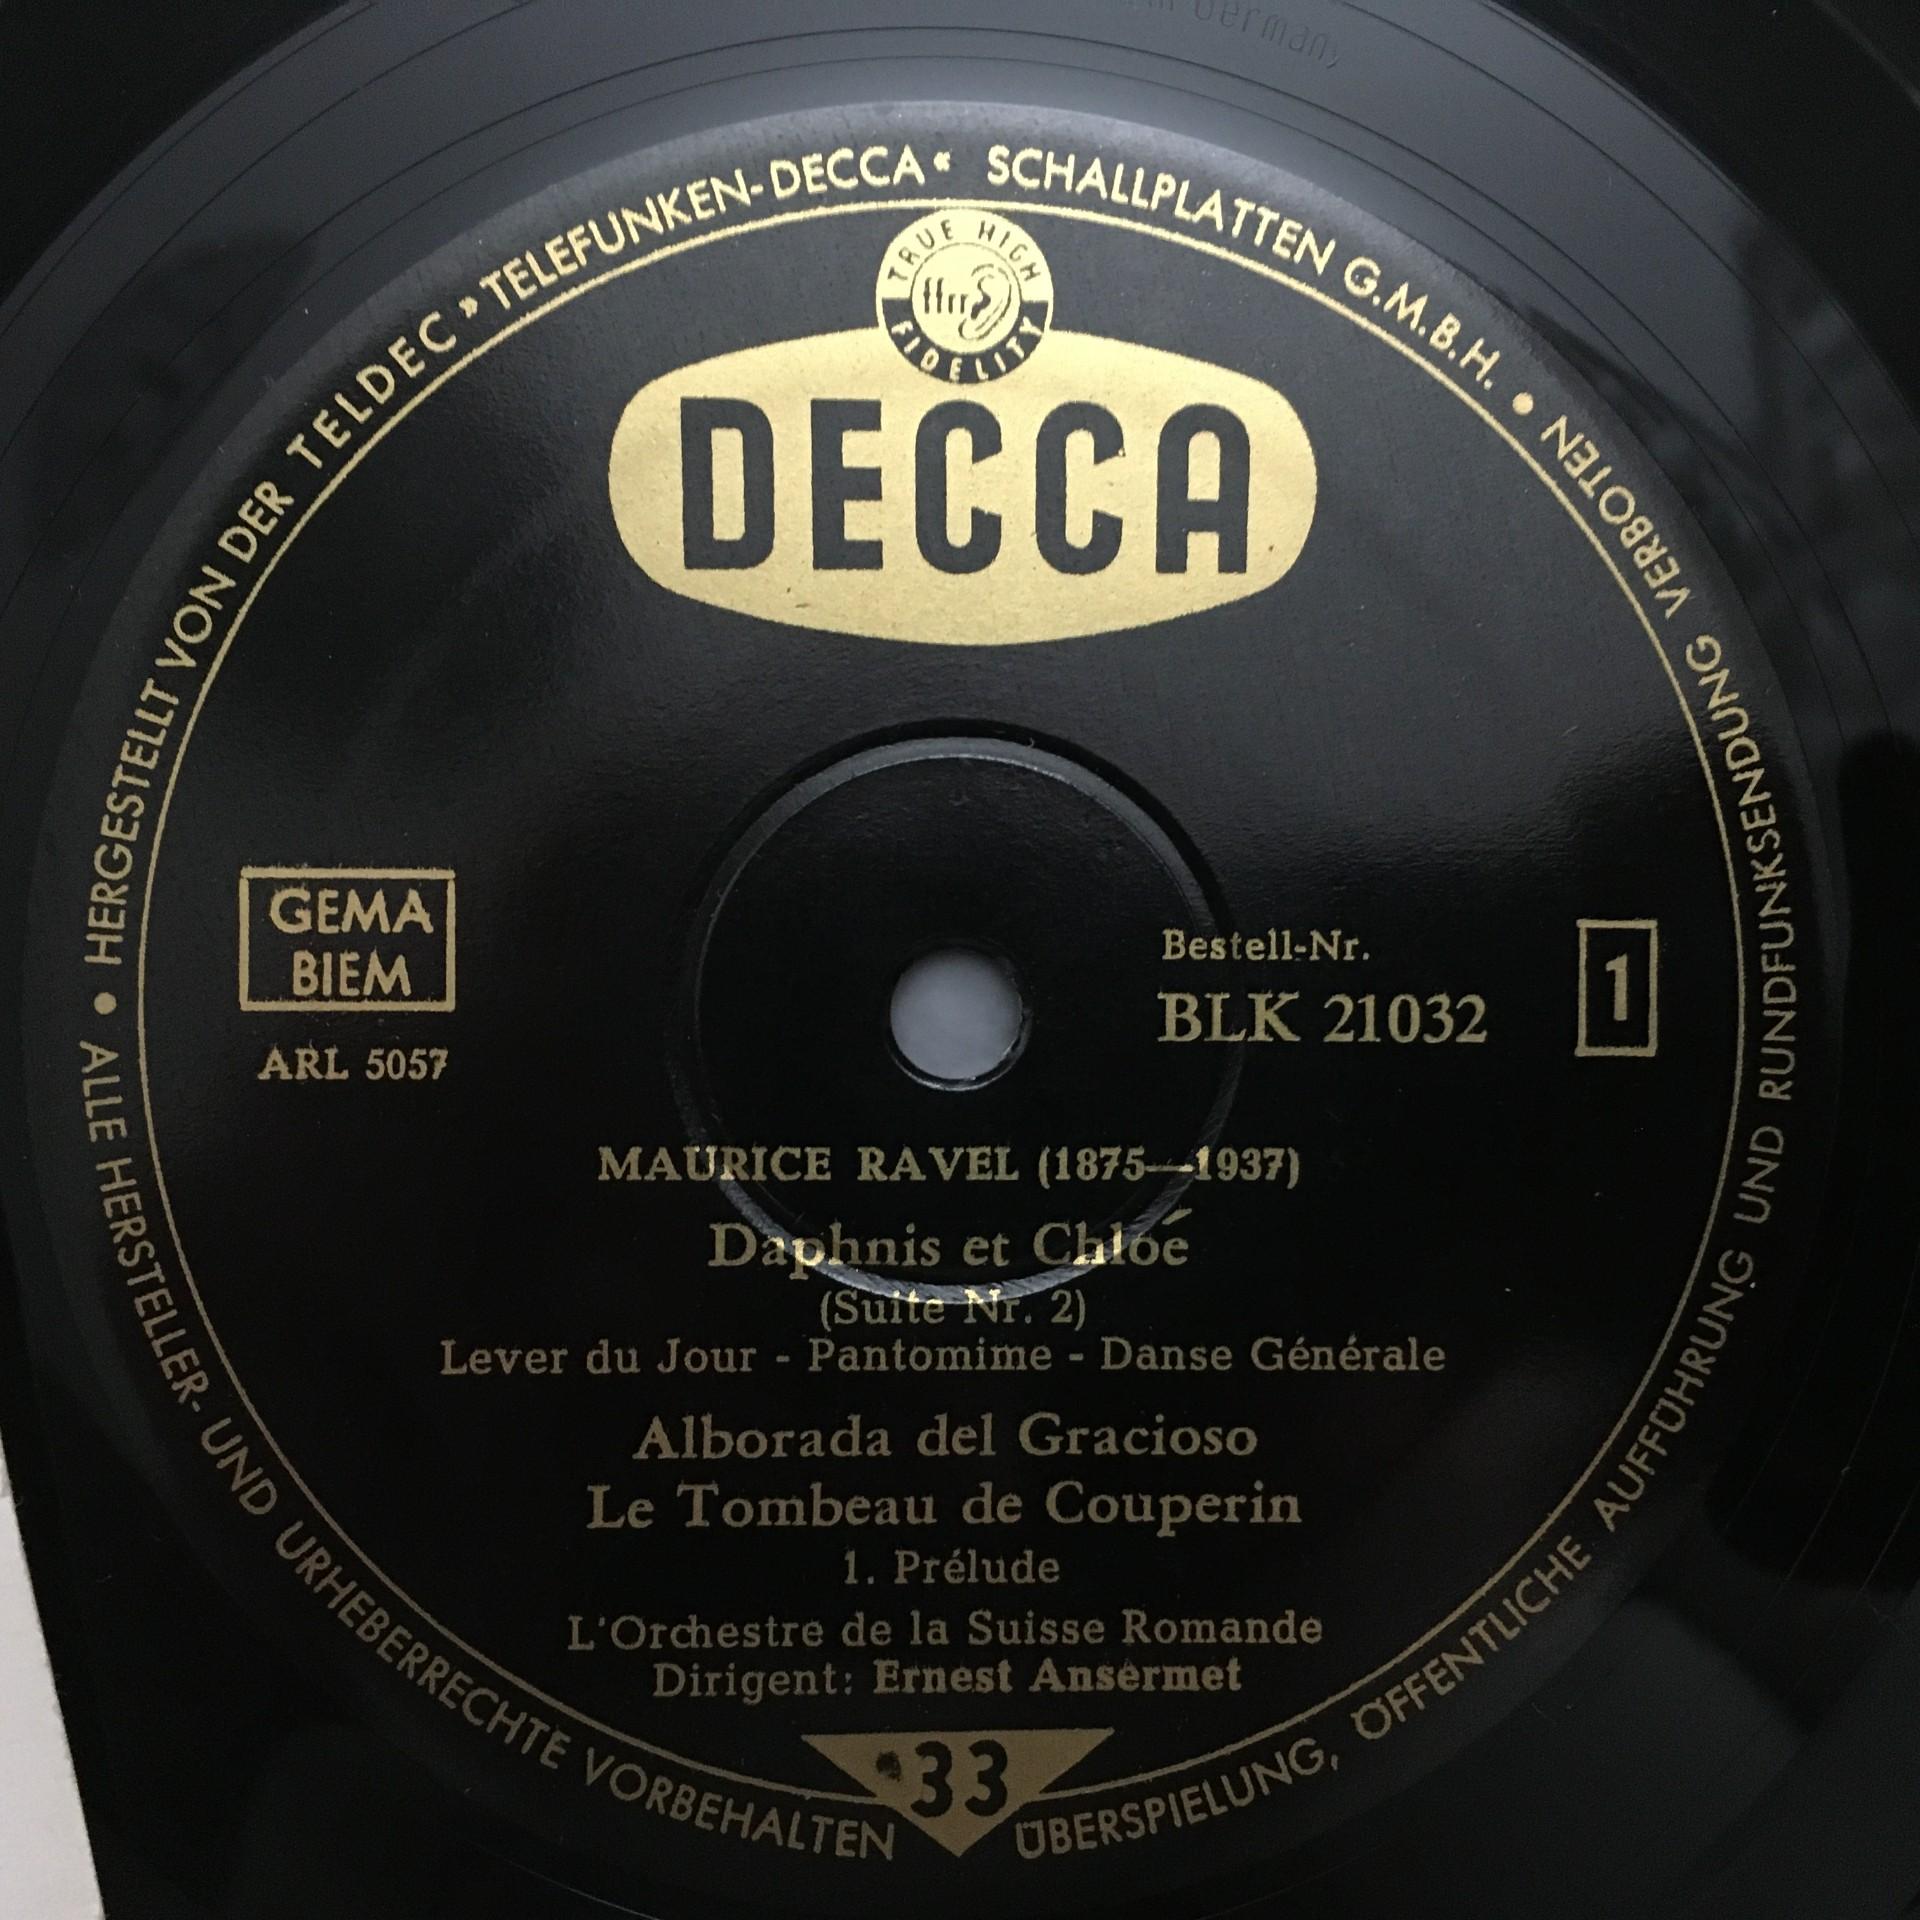 Germany
HERGESTELLT VON DER TELDEC »TELEFUNKEN-DECCA« SCHALLPLATTEN G.M.B.H. •
TRUE HIGH
ffrr
FIDELITY
DECCA
GEMA
BIEM
ARL 5057
Bestell-Nr.
BLK 21032
1
MAURICE RAVEL (1875—1937)
Daphnis et Chloé
(Suite Nr. 2)
Lever du Jour - Pantomime - Danse Générale
Alborada del Gracioso
Le Tombeau de Couperin
1. Prélude
L'Orchestre de la Suisse Romande
Dirigent: Ernest Ansermet
33
• ALLE HERSTELLER- UND URHEBERRECHTE VORBEHALTEN
ÜBERSPIELUNG, ÖFFENTLICHE AUFFÜHRUNG UND RUNDFUNKSENDUNG VERBOTEN